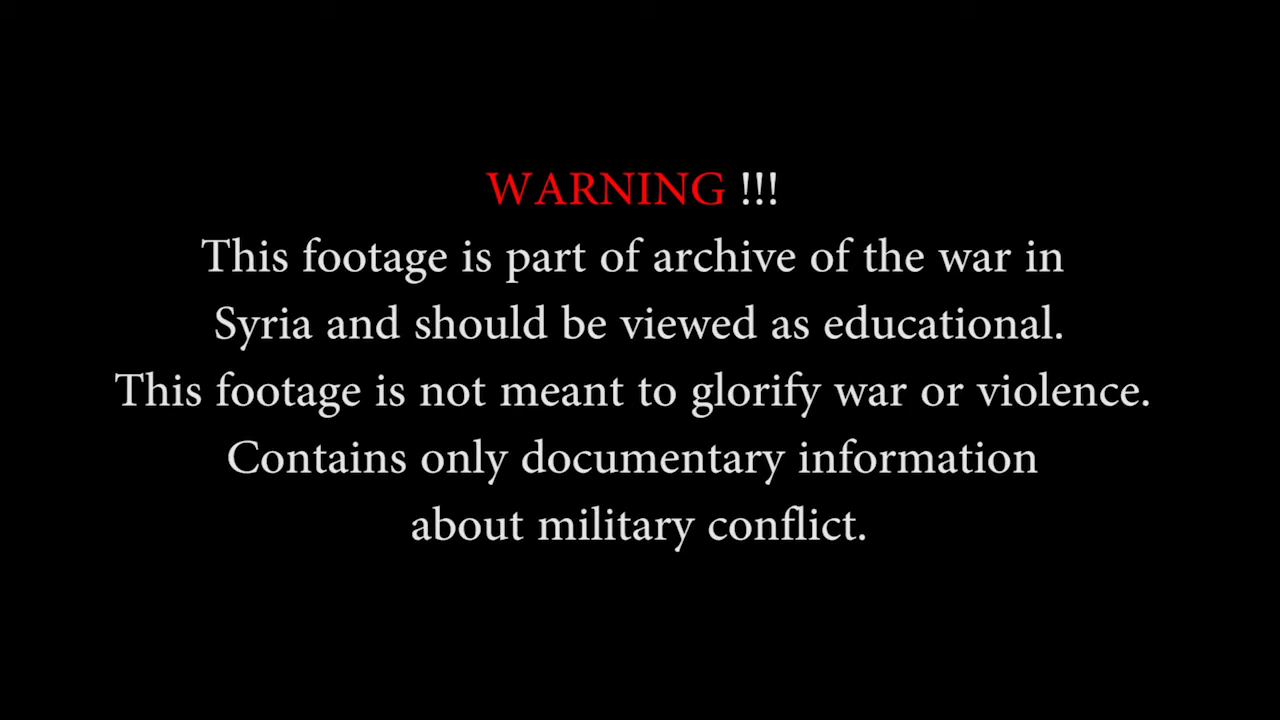 WARNING !!!
This footage is part of archive of the war in
Syria and should be viewed as educational.
This footage is not meant to glorify war or violence.
Contains only documentary information
about military conflict.